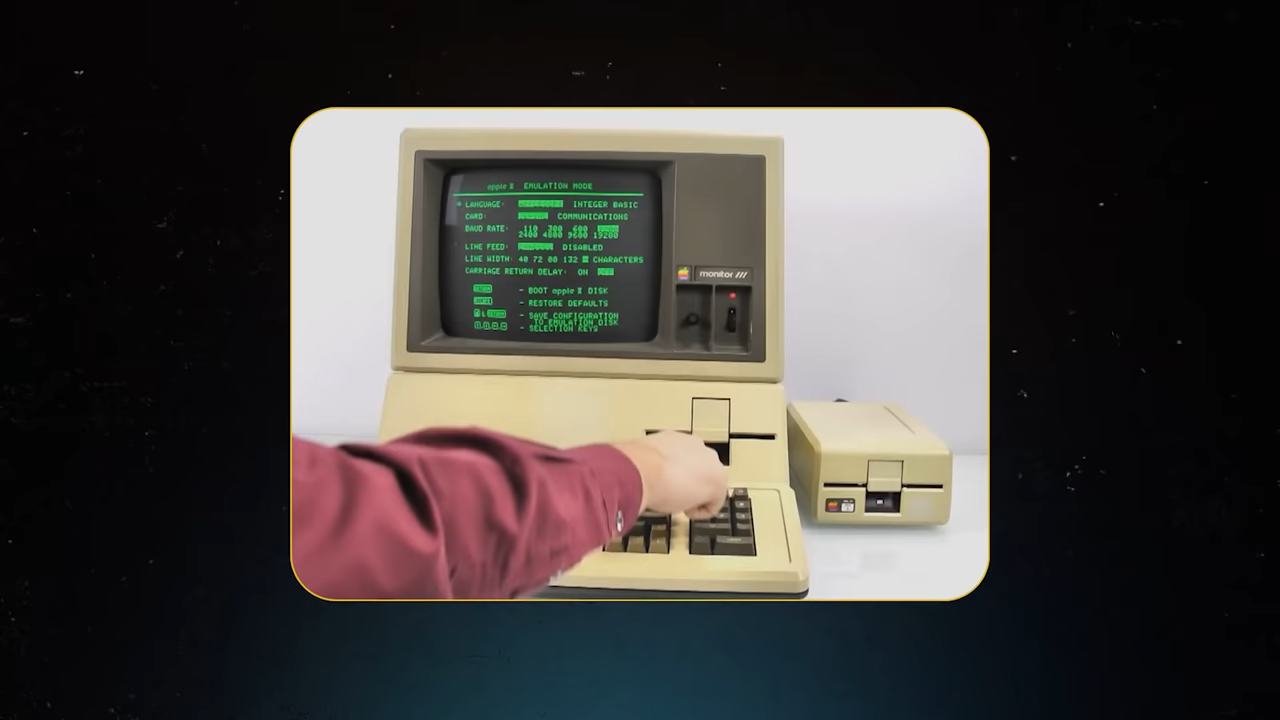 apple ][ EMULATION MODE
LANGUAGE: INTEGER BASIC
CARD: COMMUNICATIONS
BAUD RATE: 110 300 600
2400 4800 9600 19200
LINE FEED: DISABLED
LINE WIDTH: 40 72 80 132 CHARACTERS
CARRIAGE RETURN DELAY: ON OFF
- BOOT apple ][ DISK
- RESTORE DEFAULTS
- SAVE CONFIGURATION
TO EMULATION DISK
- SELECTION KEYS
monitor ///